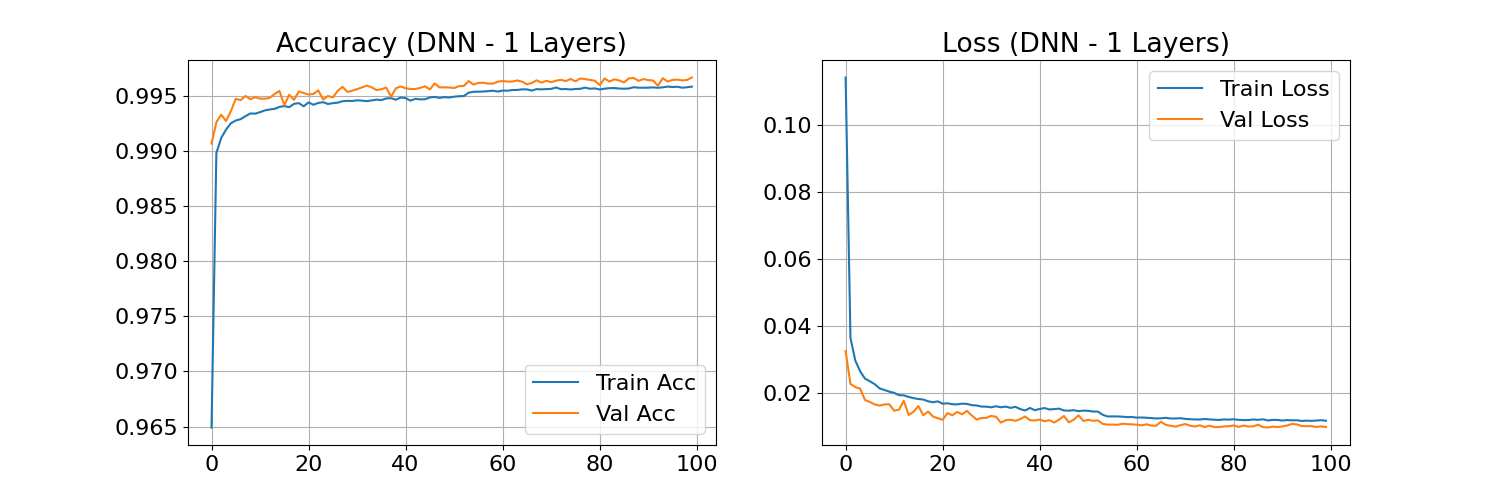 Accuracy (DNN - 1 Layers)
0.995
0.990
0.985
0.980
0.975
0.970
0.965
0 20 40 60 80 100
Train Acc
Val Acc
Loss (DNN - 1 Layers)
0.10
0.08
0.06
0.04
0.02
0 20 40 60 80 100
Train Loss
Val Loss